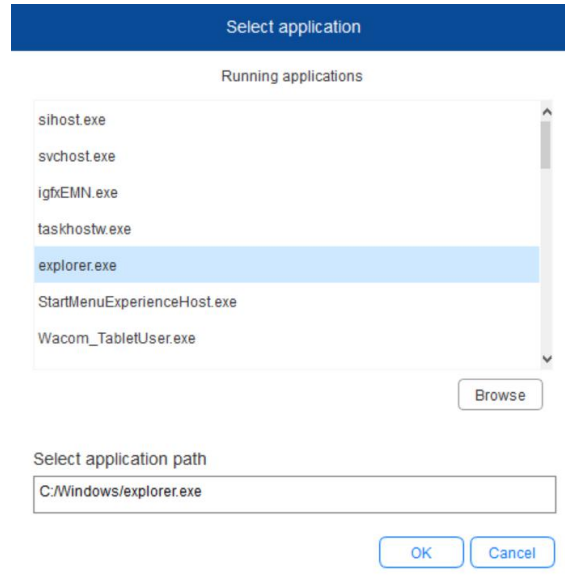 Select application
Running applications
sihost.exe
svchost.exe
igfxEMN.exe
taskhostw.exe
explorer.exe
StartMenuExperienceHost.exe
Wacom_TabletUser.exe
Browse
Select application path
C:/Windows/explorer.exe
OK Cancel